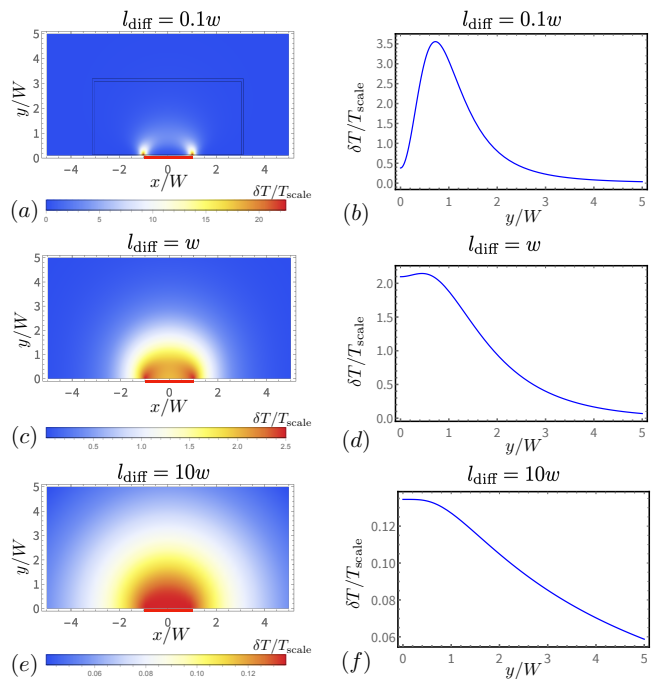 l_diff = 0.1w
l_diff = 0.1w
y/W
5
4
3
2
1
0
−4 −2 0 2 4
x/W
δT/T_scale
(a)
0 5 10 15 20
δT/T_scale
3.5
3.0
2.5
2.0
1.5
1.0
0.5
0.0
0 1 2 3 4 5
(b)
y/W
l_diff = w
l_diff = w
y/W
5
4
3
2
1
0
−4 −2 0 2 4
x/W
δT/T_scale
(c)
0.5 1.0 1.5 2.0 2.5
δT/T_scale
2.0
1.5
1.0
0.5
0.0
0 1 2 3 4 5
(d)
y/W
l_diff = 10w
l_diff = 10w
y/W
5
4
3
2
1
0
−4 −2 0 2 4
x/W
δT/T_scale
(e)
0.06 0.08 0.10 0.12
δT/T_scale
0.12
0.10
0.08
0.06
0 1 2 3 4 5
(f)
y/W